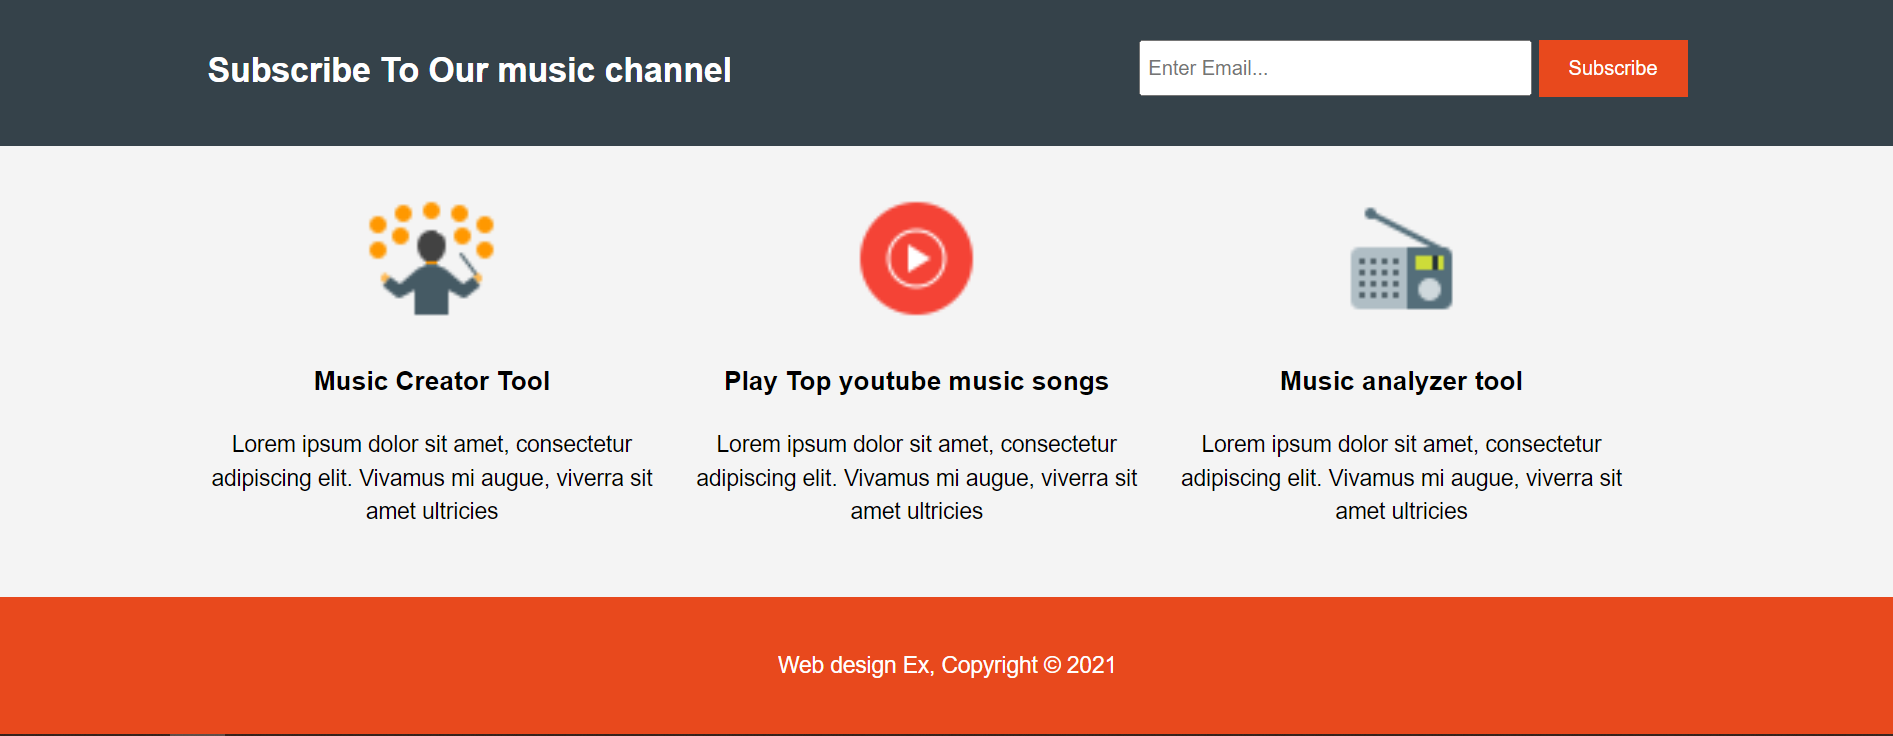 Subscribe To Our music channel
Enter Email...
Subscribe
Music Creator Tool
Lorem ipsum dolor sit amet, consectetur
adipiscing elit. Vivamus mi augue, viverra sit
amet ultricies
Play Top youtube music songs
Lorem ipsum dolor sit amet, consectetur
adipiscing elit. Vivamus mi augue, viverra sit
amet ultricies
Music analyzer tool
Lorem ipsum dolor sit amet, consectetur
adipiscing elit. Vivamus mi augue, viverra sit
amet ultricies
Web design Ex, Copyright © 2021